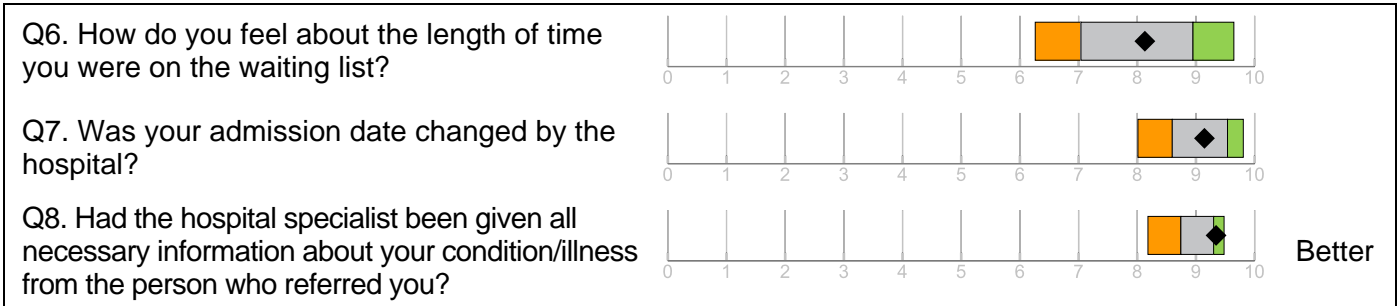 Q6. How do you feel about the length of time
you were on the waiting list?
0 1 2 3 4 5 6 7 8 9 10
Q7. Was your admission date changed by the
hospital?
0 1 2 3 4 5 6 7 8 9 10
Q8. Had the hospital specialist been given all
necessary information about your condition/illness
from the person who referred you?
0 1 2 3 4 5 6 7 8 9 10
Better